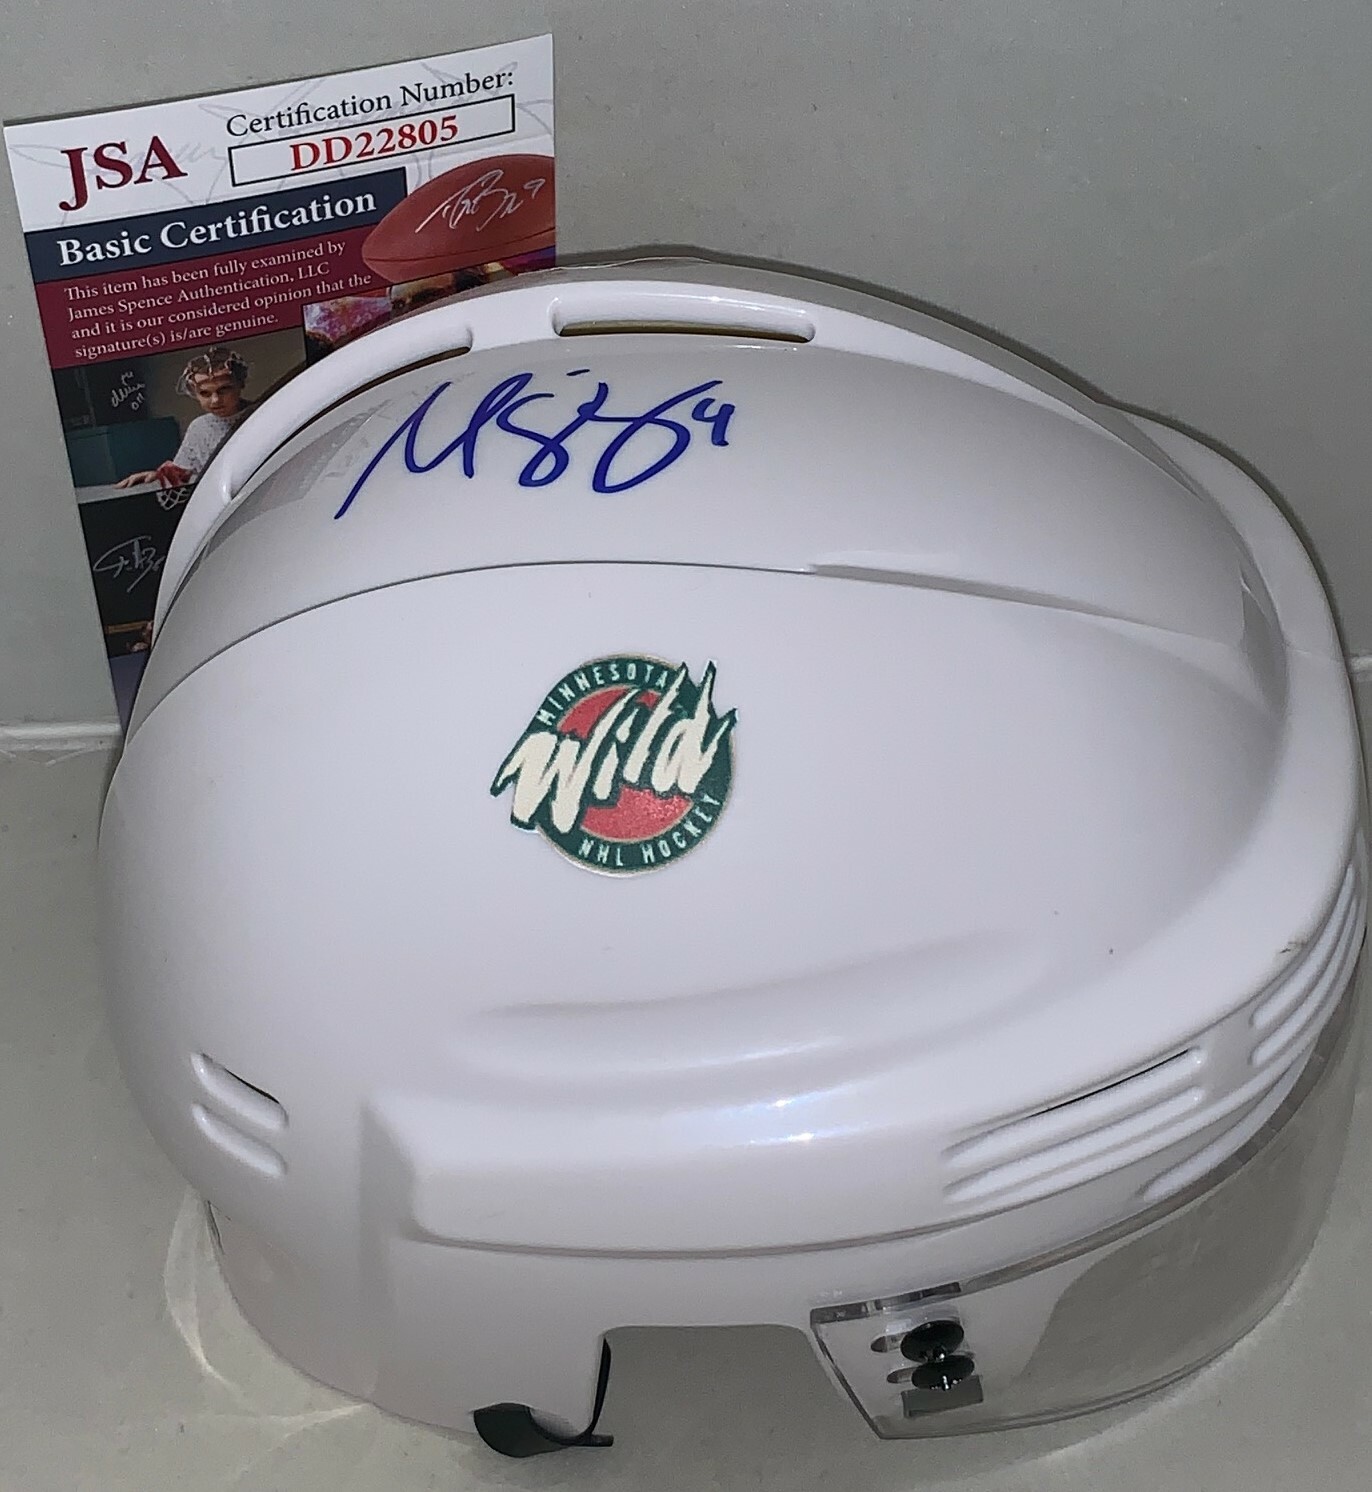 Certification Number:
JSA
DD22805
Basic Certification
This item has been fully examined by
James Spence Authentication, LLC
and it is our considered opinion that the
signature(s) is/are genuine.
MINNESOTA
Wild
NHL HOCKEY